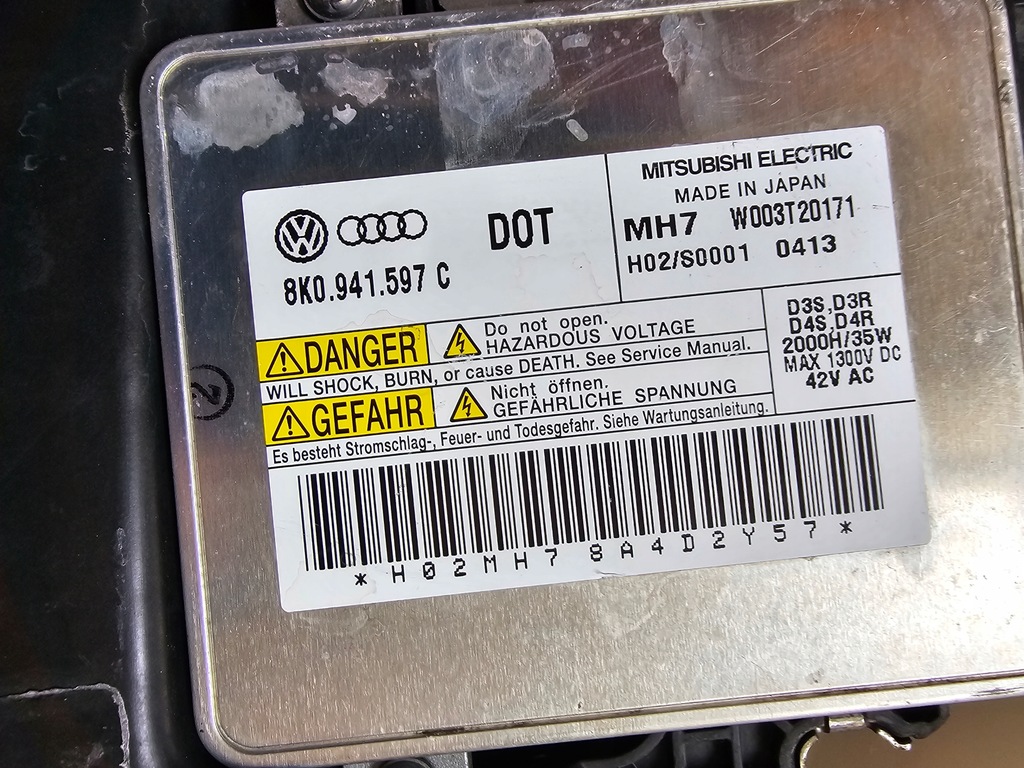 MITSUBISHI ELECTRIC
MADE IN JAPAN
MH7 W003T20171
H02/S0001 0413
VW DOT
8K0.941.597 C
DANGER Do not open.
HAZARDOUS VOLTAGE
WILL SHOCK, BURN, or cause DEATH. See Service Manual.
GEFAHR Nicht öffnen.
GEFÄHRLICHE SPANNUNG
Es besteht Stromschlag-, Feuer- und Todesgefahr. Siehe Wartungsanleitung.
D3S,D3R
D4S,D4R
2000H/35W
MAX 1300V DC
42V AC
*H02MH78A4D2Y57*
2